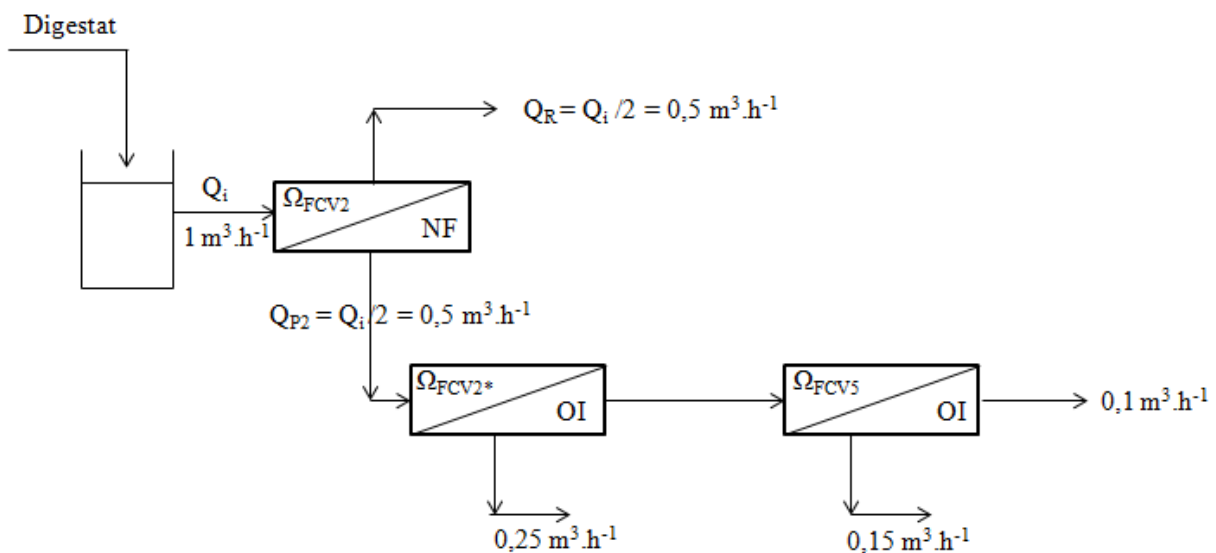 Digestat
Q_R = Q_i /2 = 0,5 m³.h⁻¹
Q_i
1 m³.h⁻¹
Ω_FCV2
NF
Q_P2 = Q_i/2 = 0,5 m³.h⁻¹
Ω_FCV2*
OI
Ω_FCV5
OI
0,1 m³.h⁻¹
0,25 m³.h⁻¹
0,15 m³.h⁻¹